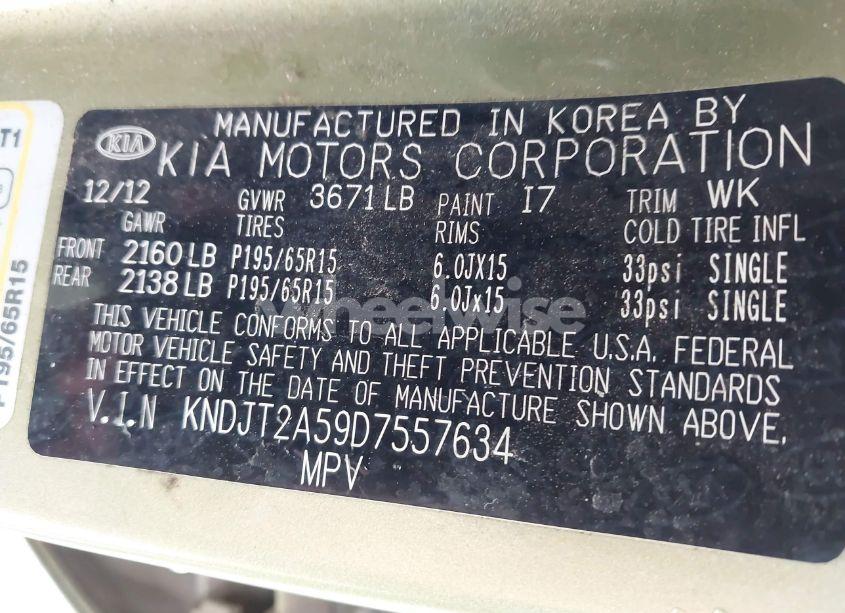 MANUFACTURED IN KOREA BY
KIA KIA MOTORS CORPORATION
12/12 GVWR 3671 LB PAINT I7 TRIM WK
GAWR TIRES RIMS COLD TIRE INFL
FRONT 2160 LB P195/65R15 6.0JX15 33psi SINGLE
REAR 2138 LB P195/65R15 6.0Jx15 33psi SINGLE
wheelwise
THIS VEHICLE CONFORMS TO ALL APPLICABLE U.S.A. FEDERAL
MOTOR VEHICLE SAFETY AND THEFT PREVENTION STANDARDS
IN EFFECT ON THE DATE OF MANUFACTURE SHOWN ABOVE.
V.I.N KNDJT2A59D7557634
MPV
T1
P195/65R15